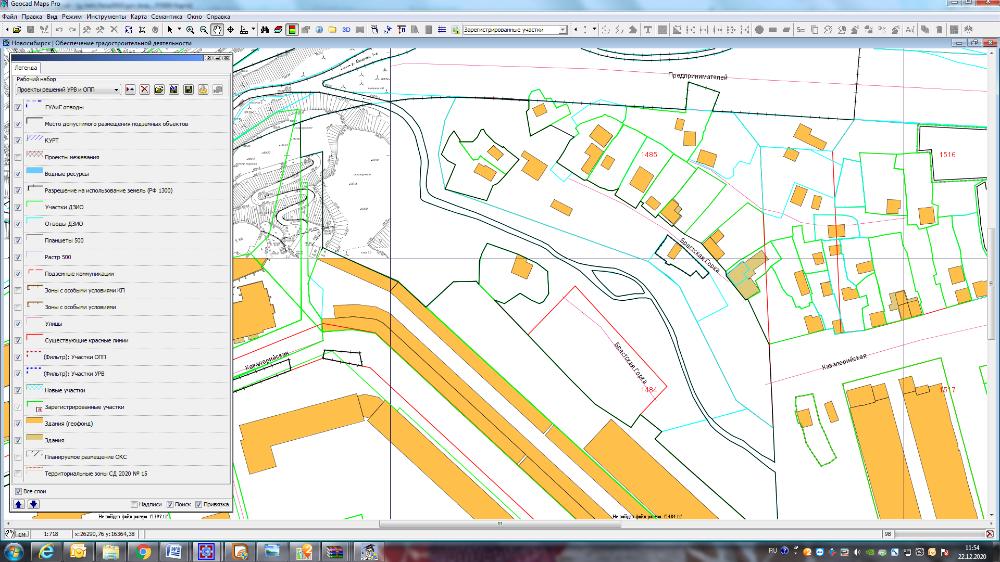 Geocad Maps Pro
Файл Правка Вид Режим Инструменты Карта Семантика Окно Справка
3D
Зарегистрированные участки
Новосибирск | Обеспечение градостроительной деятельности
Легенда
Рабочий набор
Проекты решений УРВ и ОПП
ГУАиГ отводы
Место допустимого размещения подземных объектов
КУРТ
Проекты межевания
Водные ресурсы
Разрешение на использование земель (РФ 1300)
Участки ДЗИО
Отводы ДЗИО
Планшеты 500
Растр 500
Подземные коммуникации
Зоны с особыми условиями КП
Зоны с особыми условиями
Улицы
Существующие красные линии
(Фильтр): Участки ОПП
(Фильтр): Участки УРВ
Новые участки
Зарегистрированные участки
Здания (геофонд)
Здания
Планируемое размещение ОКС
Территориальные зоны СД 2020 № 15
Все слои
Надписи Поиск Привязка
р. Ельцовка 1-я
Предпринимателей
1485
1516
Брестская Горка
Брестская Горка
1484
Кавалерийская
Кавалерийская
1517
5 КН
Не найден файл растра: f1397.tif
Не найден файл растра: f1484.tif
см 1:718 x:26290,76 y:16364,38
98
RU
11:54
22.12.2020